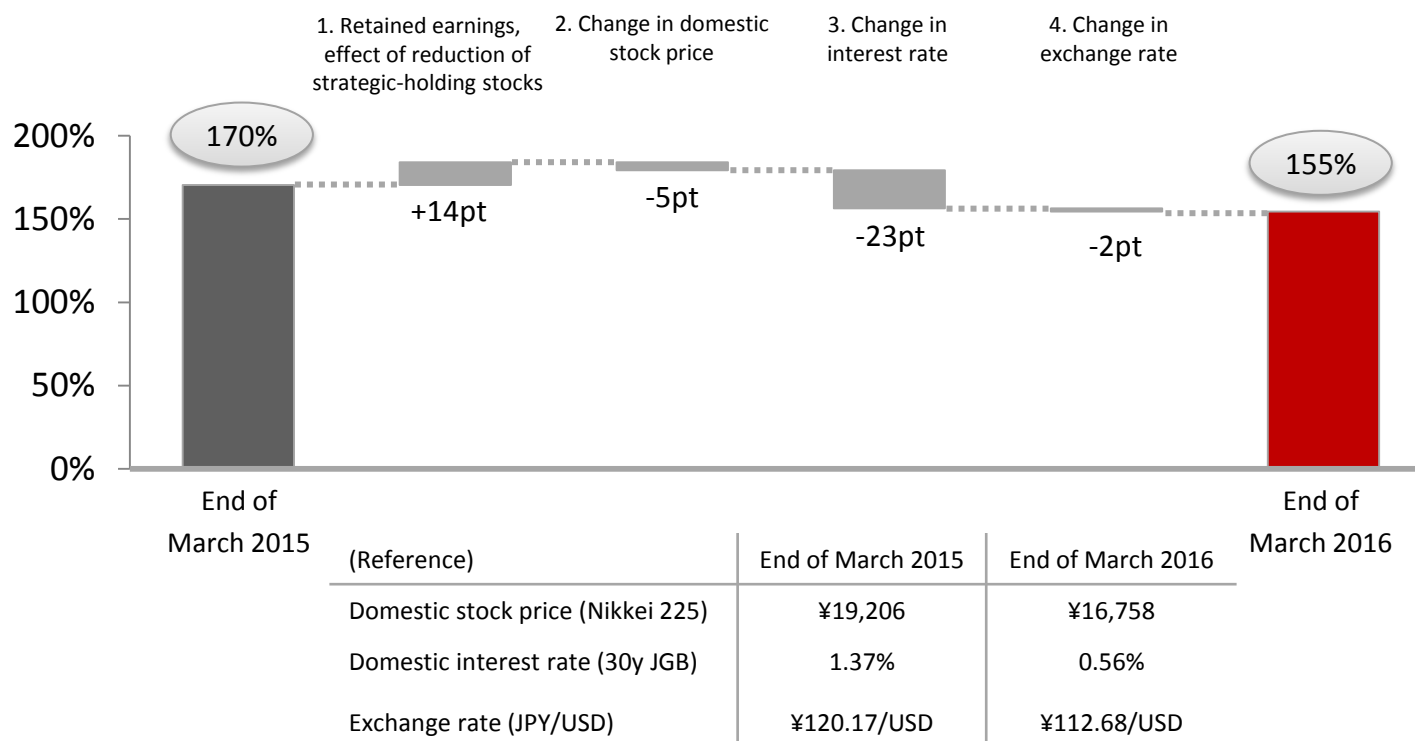 1. Retained earnings,
effect of reduction of
strategic-holding stocks
2. Change in domestic
stock price
3. Change in
interest rate
4. Change in
exchange rate
200%
150%
100%
50%
0%
170%
+14pt
-5pt
-23pt
-2pt
155%
End of
March 2015
End of
March 2016
(Reference) End of March 2015 End of March 2016
Domestic stock price (Nikkei 225) ¥19,206 ¥16,758
Domestic interest rate (30y JGB) 1.37% 0.56%
Exchange rate (JPY/USD) ¥120.17/USD ¥112.68/USD